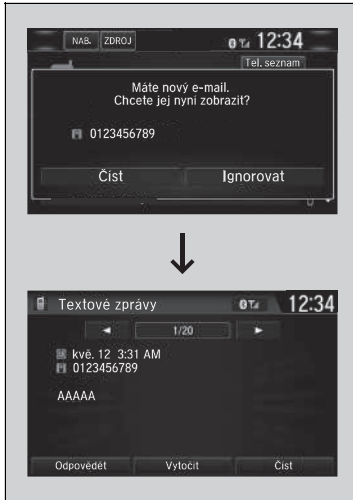 NAB. ZDROJ 12:34
Tel. seznam
Máte nový e-mail.
Chcete jej nyní zobrazit?
0123456789
Číst Ignorovat
Textové zprávy 12:34
1/20
kvě. 12 3:31 AM
0123456789
AAAAA
Odpovědět Vytočit Číst